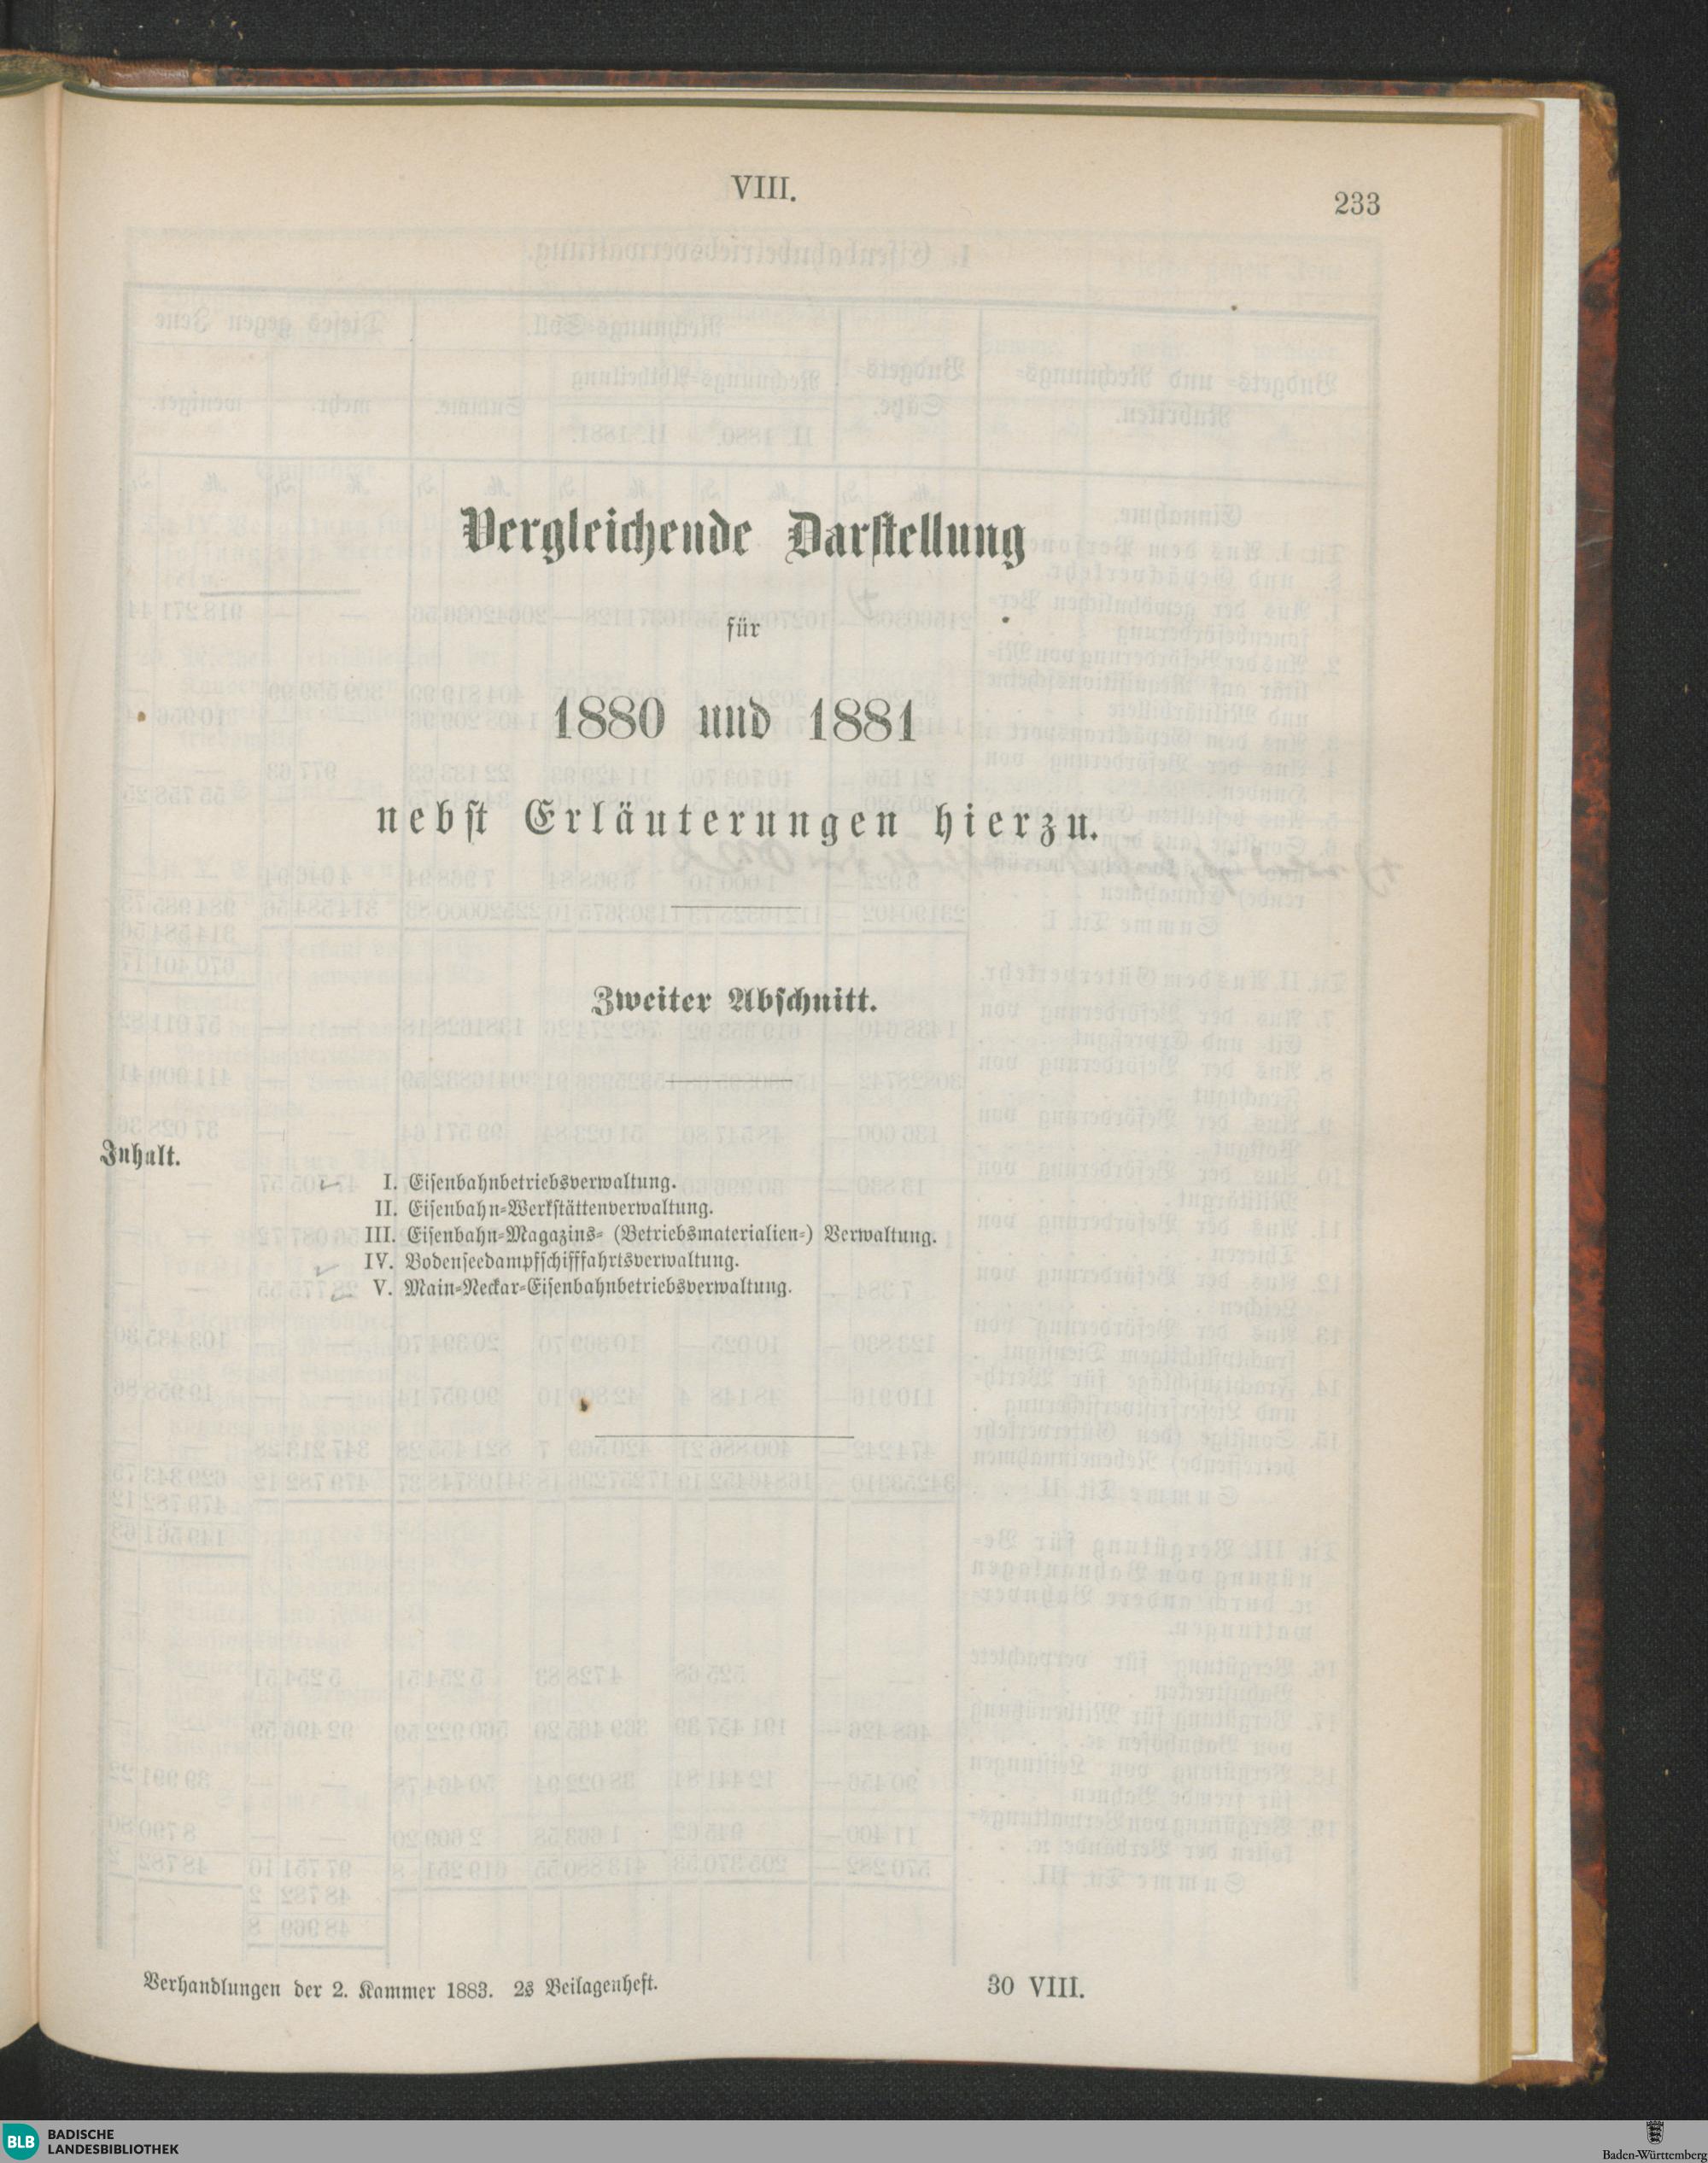 VIII.
233
Vergleichende Darstellung
für
1880 und 1881
nebst Erläuterungen hierzu.
Zweiter Abschnitt.
Inhalt.
I. Eisenbahnbetriebsverwaltung.
II. Eisenbahn-Werkstättenverwaltung.
III. Eisenbahn-Magazins- (Betriebsmaterialien-) Verwaltung.
IV. Bodenseedampfschifffahrtsverwaltung.
V. Main-Neckar-Eisenbahnbetriebsverwaltung.
Verhandlungen der 2. Kammer 1883. 2s Beilagenheft.
30 VIII.
BLB
BADISCHE
LANDESBIBLIOTHEK
Baden-Württemberg